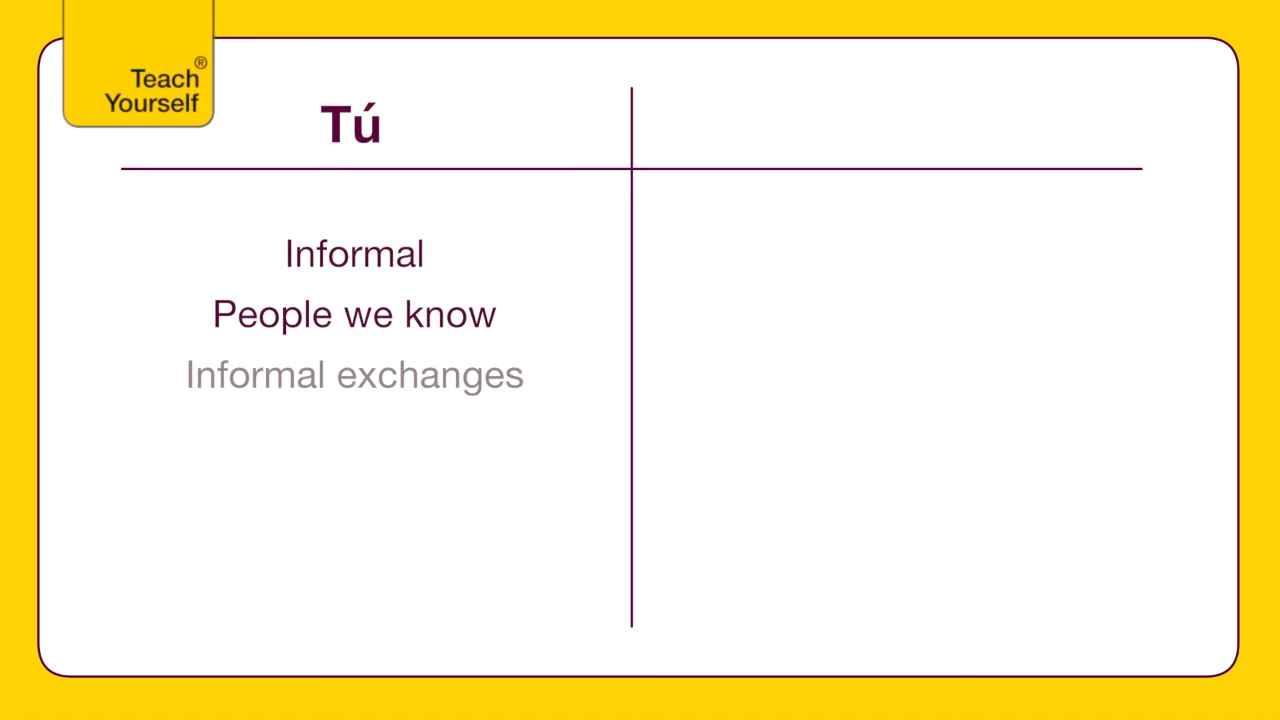 Teach®
Yourself
Tú
Informal
People we know
Informal exchanges